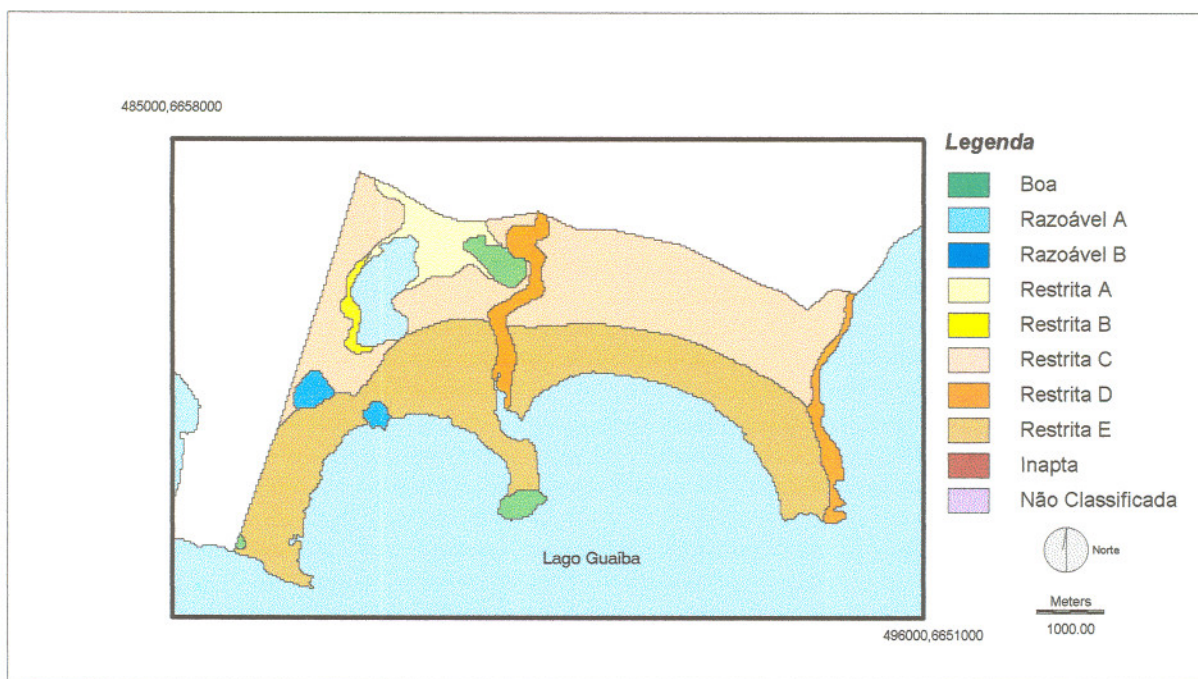 485000,6658000
Legenda
Boa
Razoável A
Razoável B
Restrita A
Restrita B
Restrita C
Restrita D
Restrita E
Inapta
Não Classificada
Norte
Lago Guaíba
Meters
1000.00
496000,6651000